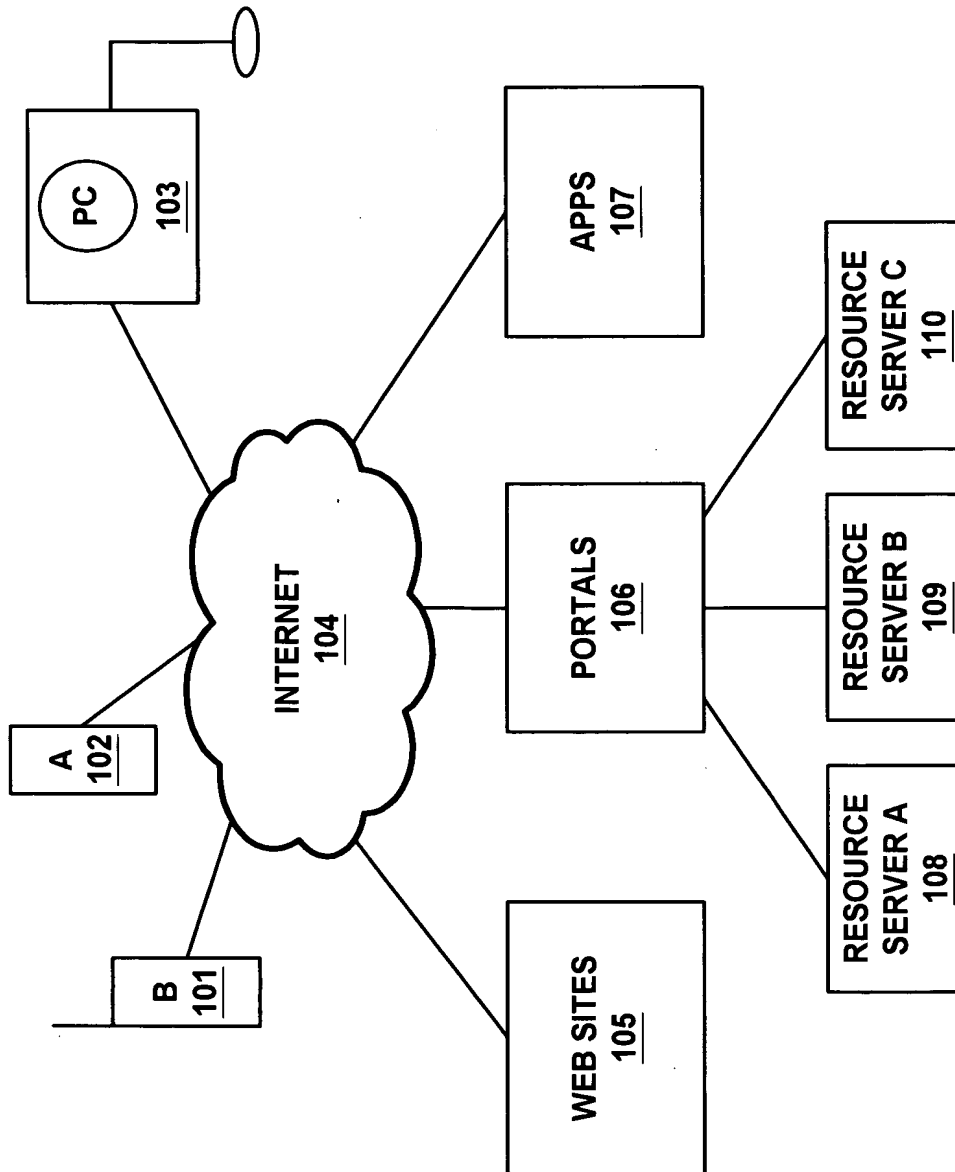 B
101
A
102
PC
103
INTERNET
104
WEB SITES
105
PORTALS
106
APPS
107
RESOURCE
SERVER A
108
RESOURCE
SERVER B
109
RESOURCE
SERVER C
110